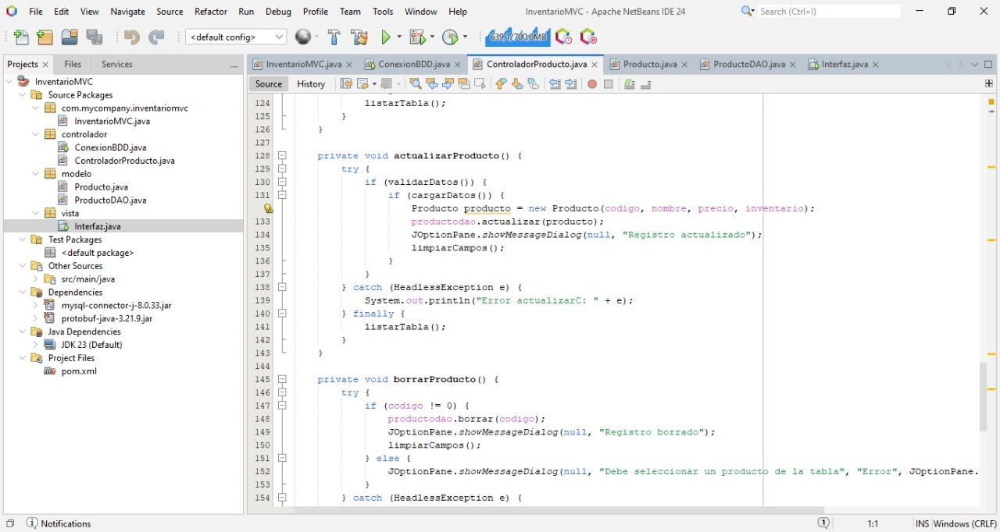 File Edit View Navigate Source Refactor Run Debug Profile Team Tools Window Help InventarioMVC - Apache NetBeans IDE 24 Search (Ctrl+I)
<default config> 639,1/700,0MB
Projects Files Services
InventarioMVC
Source Packages
com.mycompany.inventariomvc
InventarioMVC.java
controlador
ConexionBDD.java
ControladorProducto.java
modelo
Producto.java
ProductoDAO.java
vista
Interfaz.java
Test Packages
<default package>
Other Sources
src/main/java
Dependencies
mysql-connector-j-8.0.33.jar
protobuf-java-3.21.9.jar
Java Dependencies
JDK 23 (Default)
Project Files
pom.xml
InventarioMVC.java ConexionBDD.java ControladorProducto.java Producto.java ProductoDAO.java Interfaz.java
Source History
124 listarTabla();
125 }
126 }
127
128 private void actualizarProducto() {
129 try {
130 if (validarDatos()) {
131 if (cargarDatos()) {
Producto producto = new Producto(codigo, nombre, precio, inventario);
133 productodao.actualizar(producto);
134 JOptionPane.showMessageDialog(null, "Registro actualizado");
135 limpiarCampos();
136 }
137 }
138 } catch (HeadlessException e) {
139 System.out.println("Error actualizarC: " + e);
140 } finally {
141 listarTabla();
142 }
143 }
144
145 private void borrarProducto() {
146 try {
147 if (codigo != 0) {
148 productodao.borrar(codigo);
149 JOptionPane.showMessageDialog(null, "Registro borrado");
150 limpiarCampos();
151 } else {
152 JOptionPane.showMessageDialog(null, "Debe seleccionar un producto de la tabla", "Error", JOptionPane.
153 }
154 } catch (HeadlessException e) {
Notifications 1 1:1 INS Windows (CRLF)